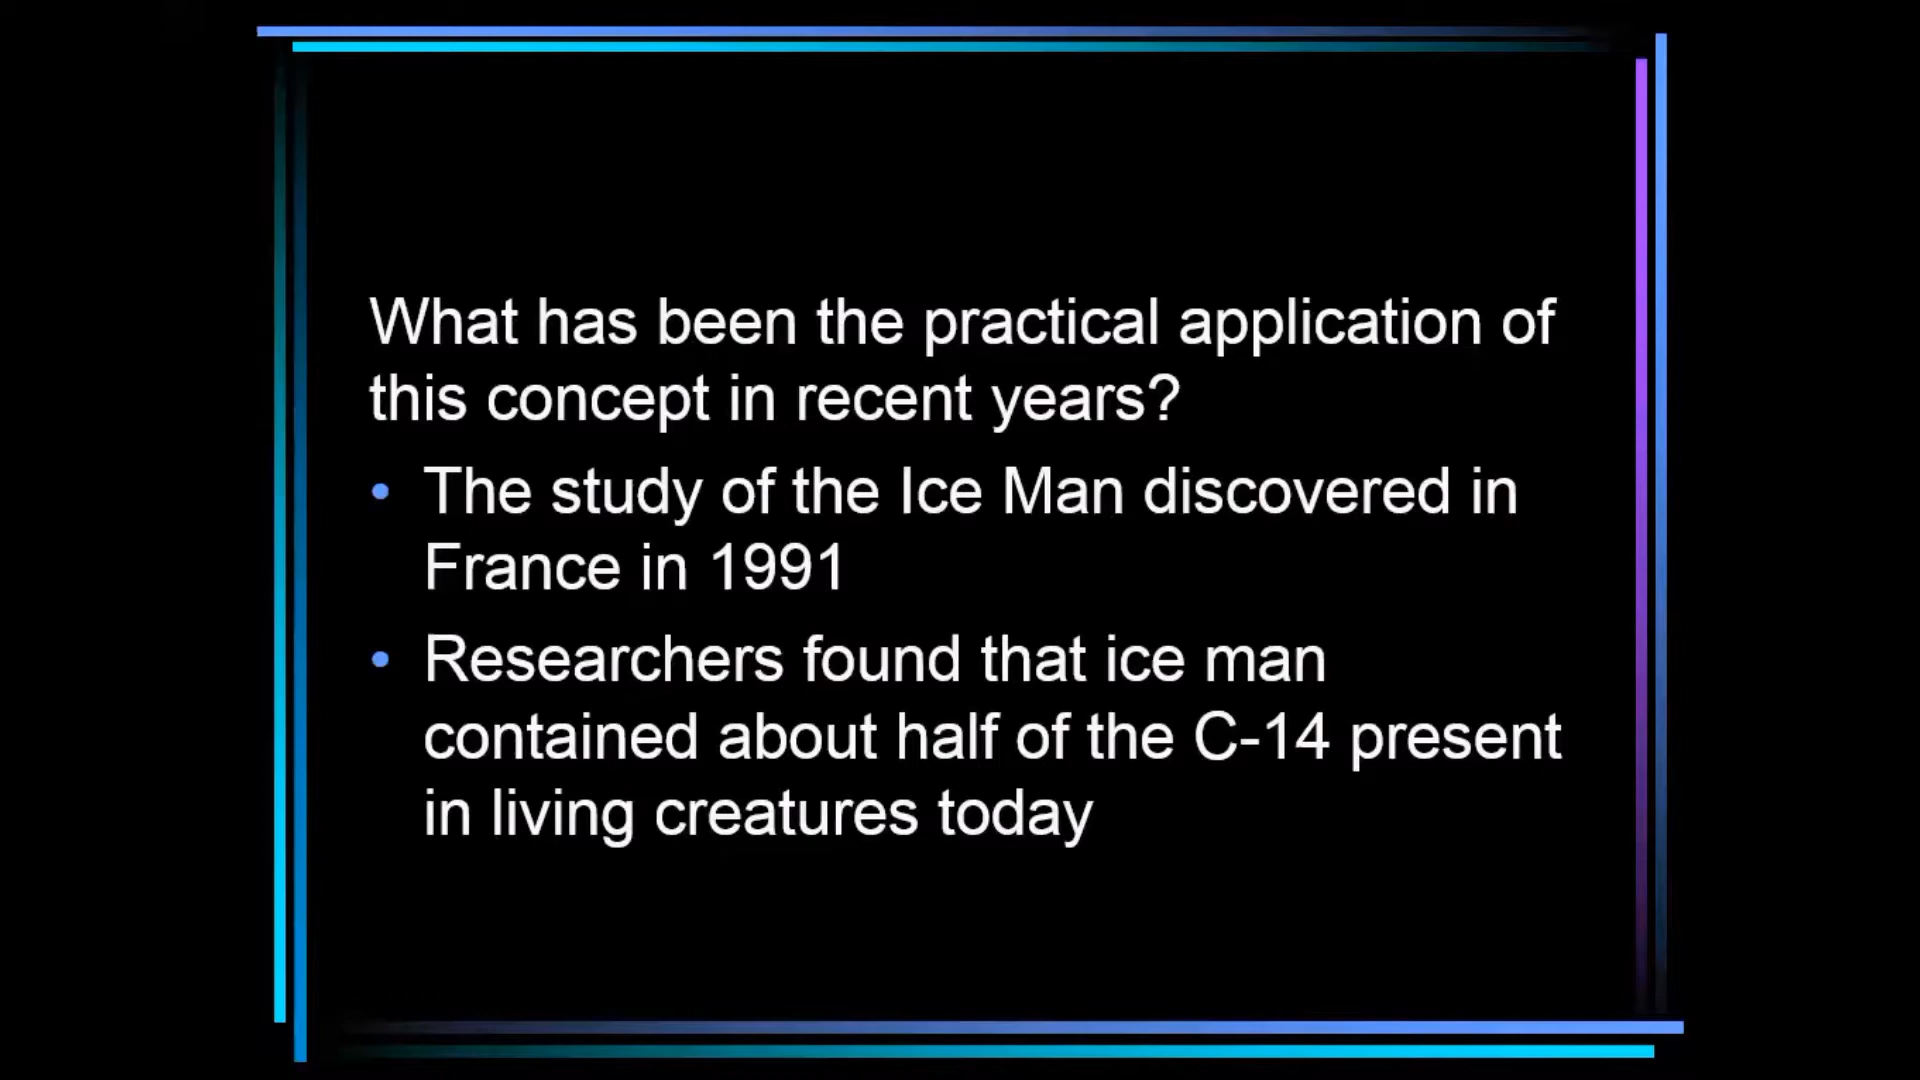 What has been the practical application of
this concept in recent years?
• The study of the Ice Man discovered in
France in 1991
• Researchers found that ice man
contained about half of the C-14 present
in living creatures today